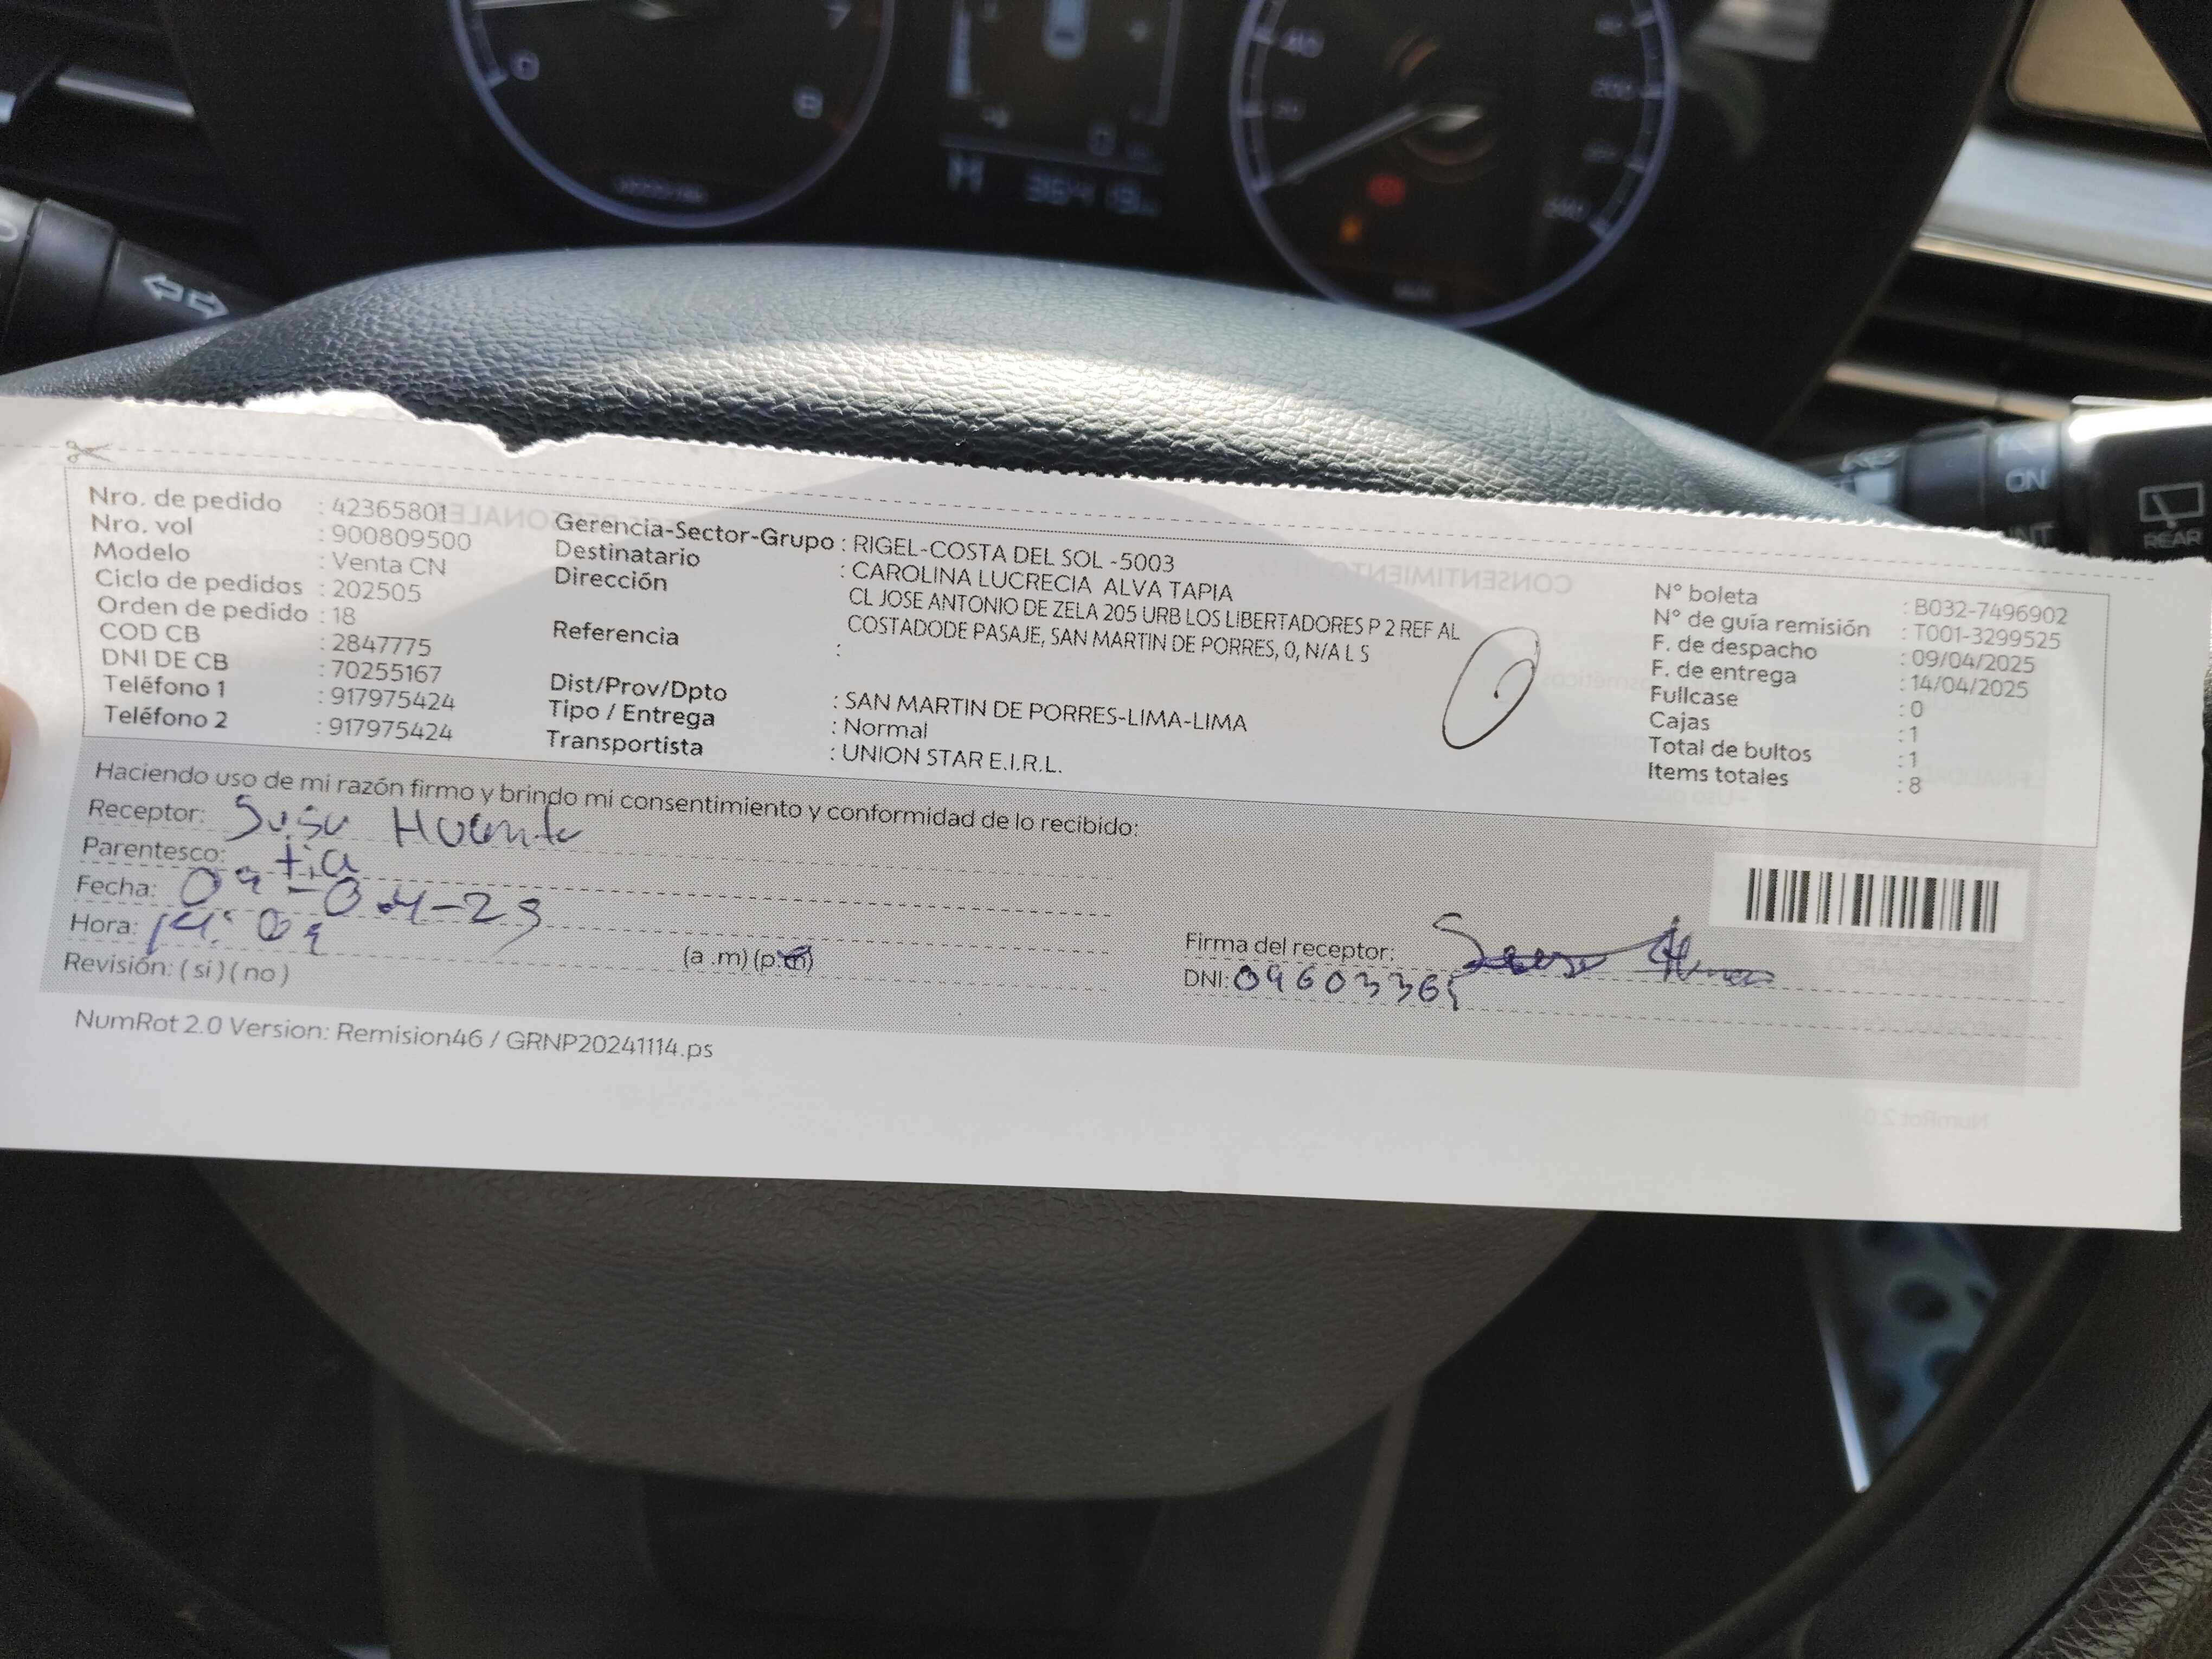 Nro. de pedido : 42365801
Nro. vol : 900809500
Modelo : Venta CN
Ciclo de pedidos : 202505
Orden de pedido : 18
COD CB : 2847775
DNI DE CB : 70255167
Teléfono 1 : 917975424
Teléfono 2 : 917975424
Gerencia-Sector-Grupo : RIGEL-COSTA DEL SOL -5003
Destinatario : CAROLINA LUCRECIA ALVA TAPIA
Dirección CL JOSE ANTONIO DE ZELA 205 URB LOS LIBERTADORES P 2 REF AL
COSTADODE PASAJE, SAN MARTIN DE PORRES, 0, N/A L 5
Referencia :
Dist/Prov/Dpto : SAN MARTIN DE PORRES-LIMA-LIMA
Tipo / Entrega : Normal
Transportista : UNION STAR E.I.R.L.
N° boleta : B032-7496902
N° de guía remisión : T001-3299525
F. de despacho : 09/04/2025
F. de entrega : 14/04/2025
Fullcase : 0
Cajas : 1
Total de bultos : 1
Items totales : 8
Haciendo uso de mi razón firmo y brindo mi consentimiento y conformidad de lo recibido:
Receptor:
Parentesco: tia
Fecha:
Hora: 14:09 (a .m) (p.m)
Revisión: ( si ) ( no )
Firma del receptor:
DNI:
NumRot 2.0 Version: Remision46 / GRNP20241114.ps
ON
REAR